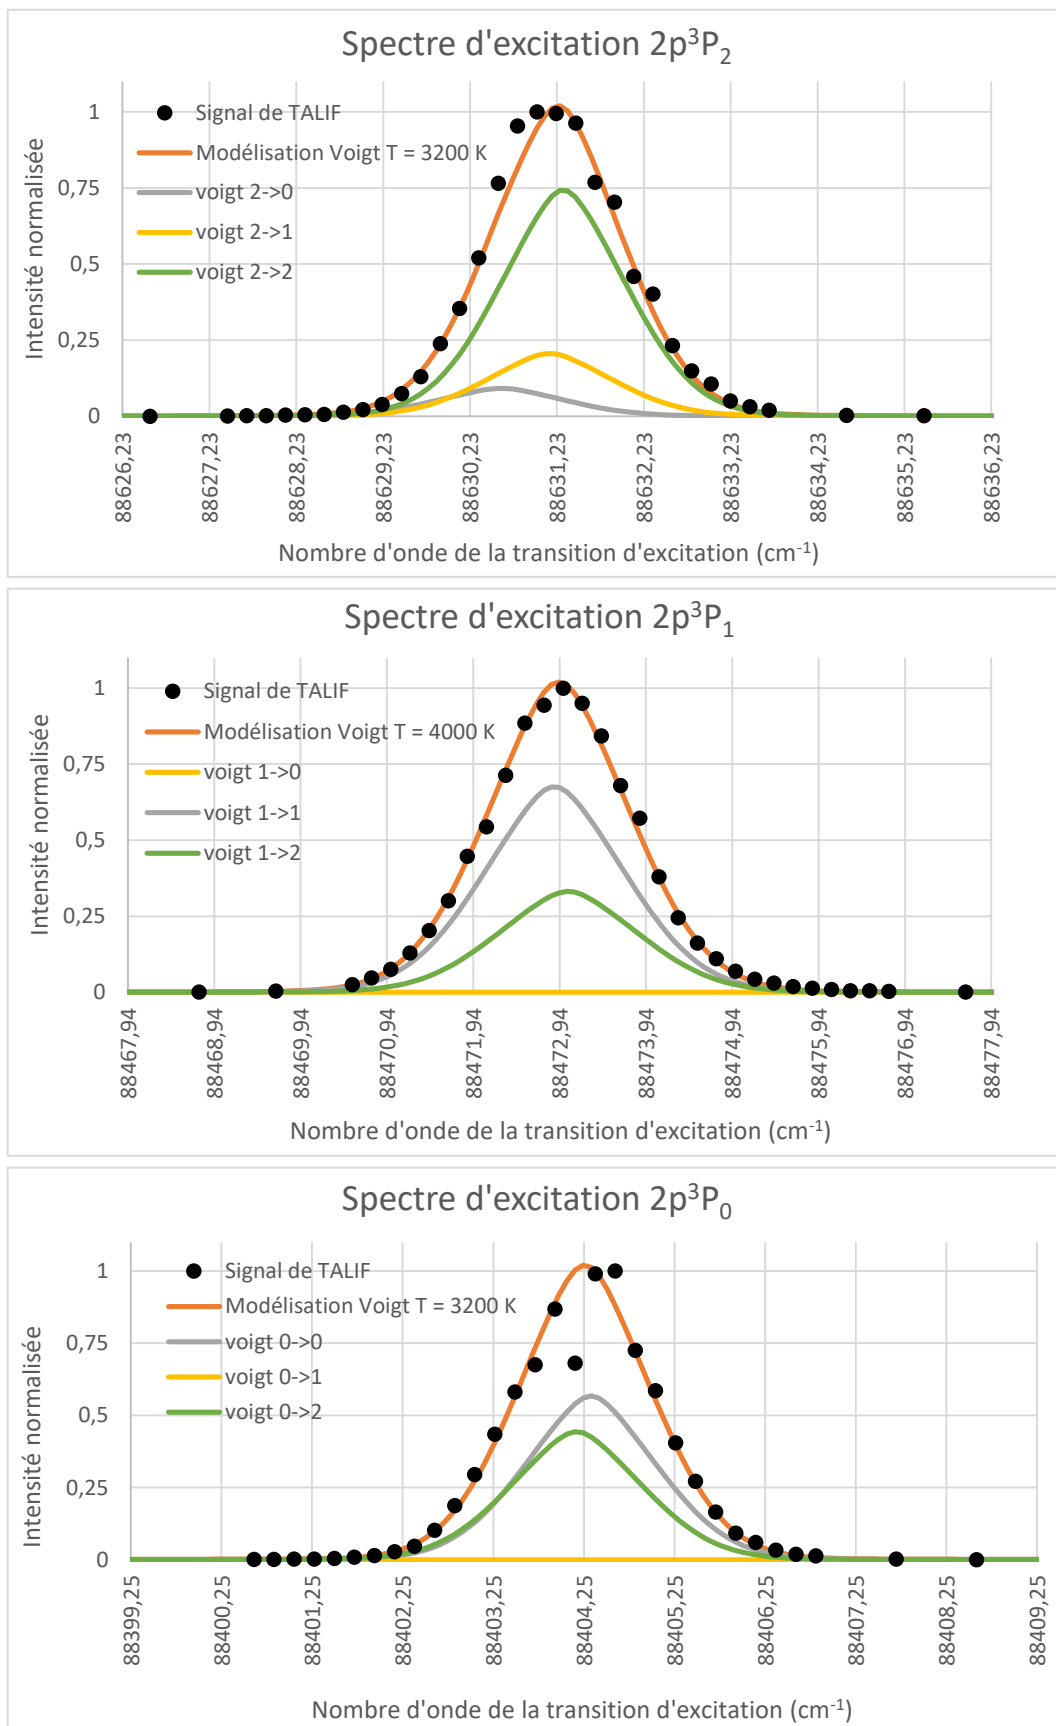 Spectre d'excitation 2p³P₂
Intensité normalisée
1
0,75
0,5
0,25
0
Signal de TALIF
Modélisation Voigt T = 3200 K
voigt 2->0
voigt 2->1
voigt 2->2
88626,23
88627,23
88628,23
88629,23
88630,23
88631,23
88632,23
88633,23
88634,23
88635,23
88636,23
Nombre d'onde de la transition d'excitation (cm⁻¹)
Spectre d'excitation 2p³P₁
Intensité normalisée
1
0,75
0,5
0,25
0
Signal de TALIF
Modélisation Voigt T = 4000 K
voigt 1->0
voigt 1->1
voigt 1->2
88467,94
88468,94
88469,94
88470,94
88471,94
88472,94
88473,94
88474,94
88475,94
88476,94
88477,94
Nombre d'onde de la transition d'excitation (cm⁻¹)
Spectre d'excitation 2p³P₀
Intensité normalisée
1
0,75
0,5
0,25
0
Signal de TALIF
Modélisation Voigt T = 3200 K
voigt 0->0
voigt 0->1
voigt 0->2
88399,25
88400,25
88401,25
88402,25
88403,25
88404,25
88405,25
88406,25
88407,25
88408,25
88409,25
Nombre d'onde de la transition d'excitation (cm⁻¹)